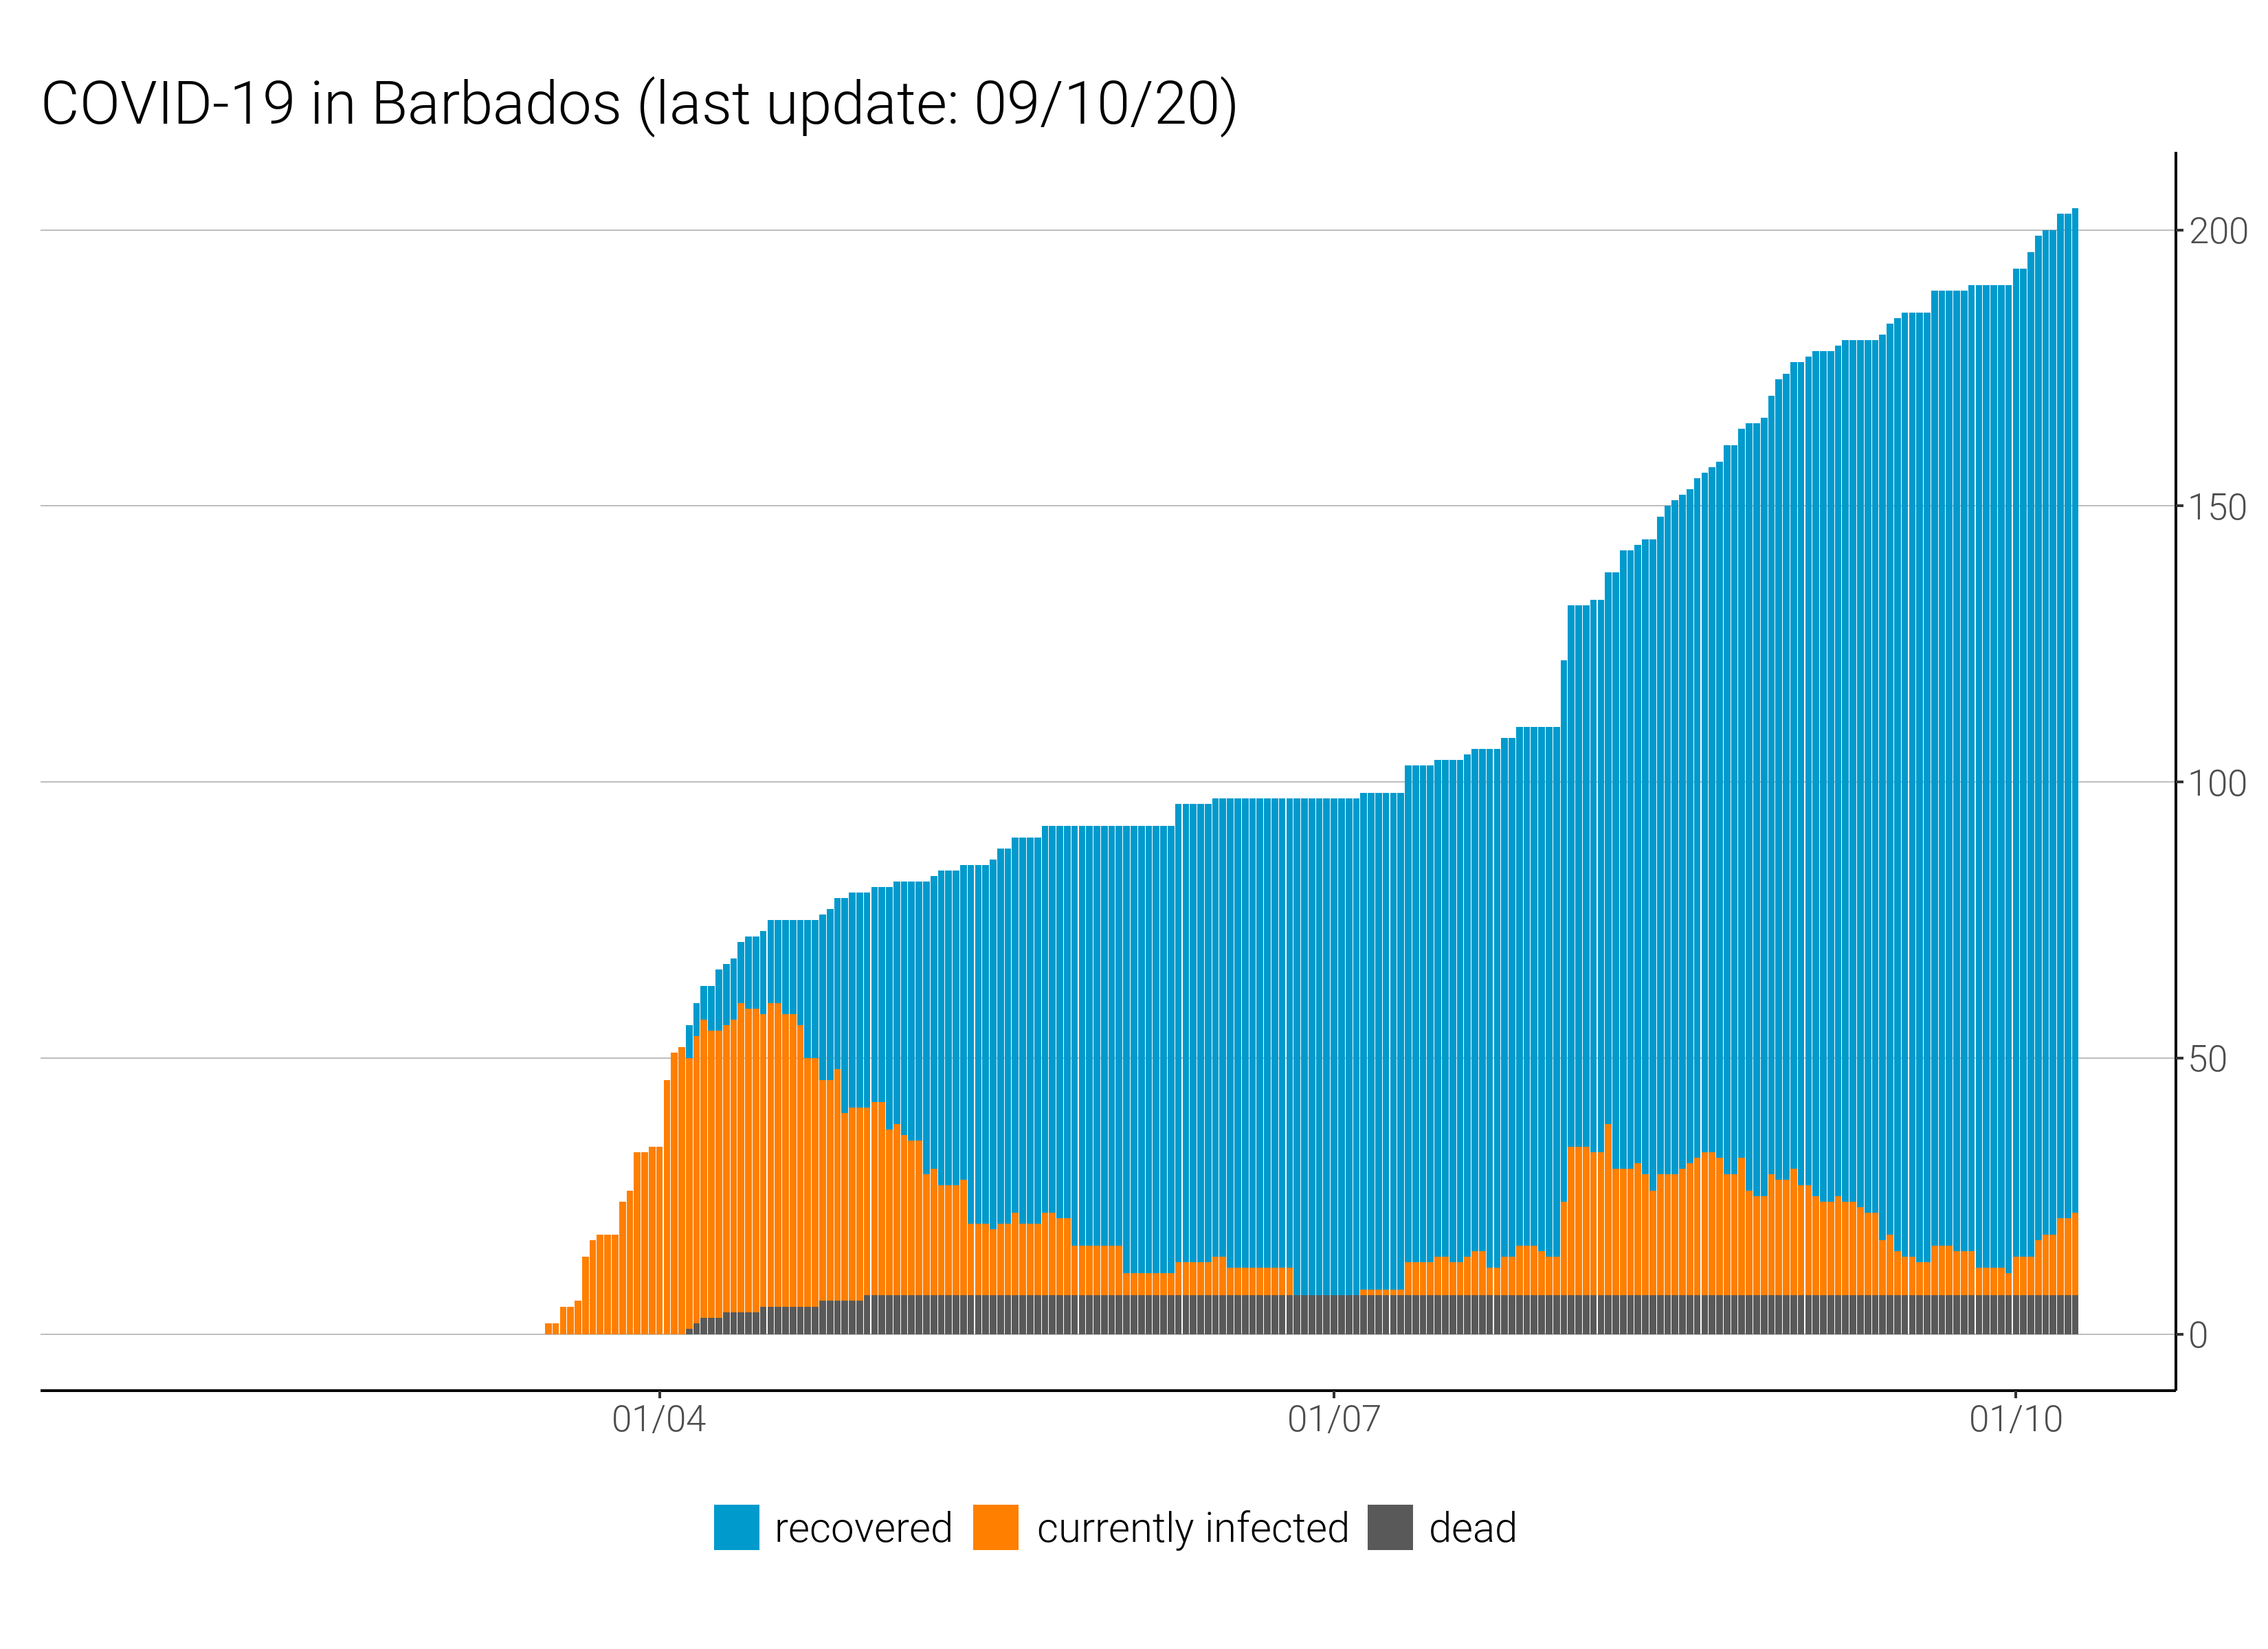 COVID-19 in Barbados (last update: 09/10/20)
200
150
100
50
0
01/04 01/07 01/10
recovered currently infected dead